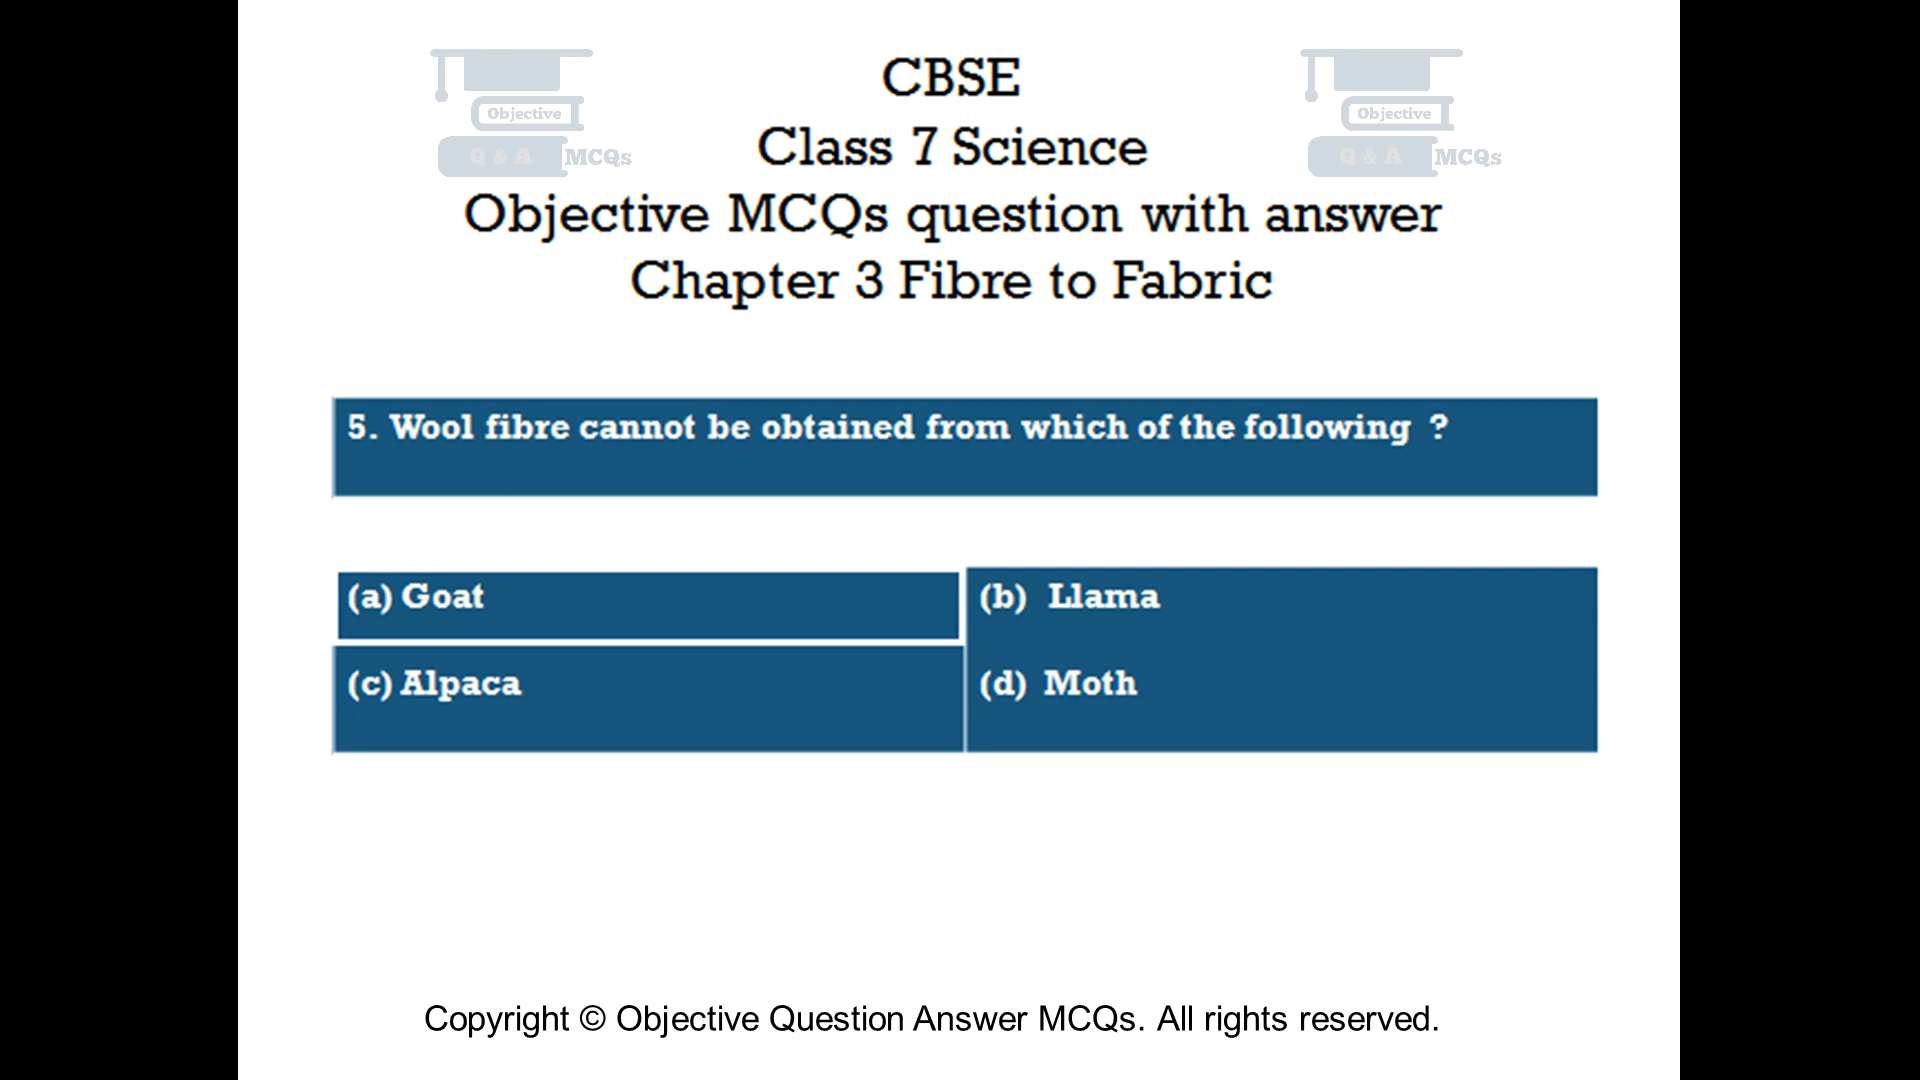 Objective
Q & A MCQs
Objective
Q & A MCQs
CBSE
Class 7 Science
Objective MCQs question with answer
Chapter 3 Fibre to Fabric
5. Wool fibre cannot be obtained from which of the following ?
(a) Goat
(b) Llama
(c) Alpaca
(d) Moth
Copyright © Objective Question Answer MCQs. All rights reserved.